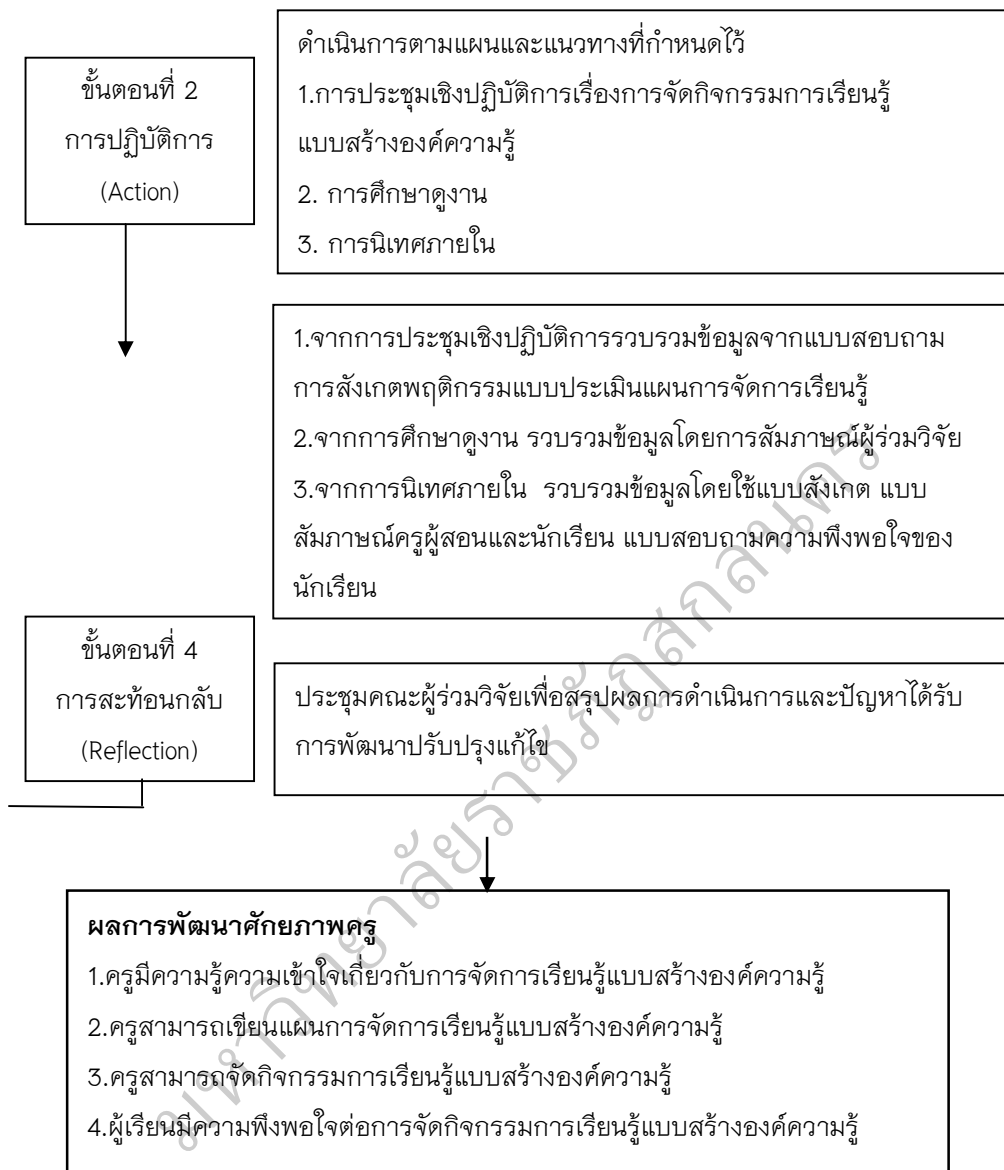 ขั้นตอนที่ 2
การปฏิบัติการ
(Action)
ดำเนินการตามแผนและแนวทางที่กำหนดไว้
1.การประชุมเชิงปฏิบัติการเรื่องการจัดกิจกรรมการเรียนรู้
แบบสร้างองค์ความรู้
2. การศึกษาดูงาน
3. การนิเทศภายใน
1.จากการประชุมเชิงปฏิบัติการรวบรวมข้อมูลจากแบบสอบถาม
การสังเกตพฤติกรรมแบบประเมินแผนการจัดการเรียนรู้
2.จากการศึกษาดูงาน รวบรวมข้อมูลโดยการสัมภาษณ์ผู้ร่วมวิจัย
3.จากการนิเทศภายใน รวบรวมข้อมูลโดยใช้แบบสังเกต แบบ
สัมภาษณ์ครูผู้สอนและนักเรียน แบบสอบถามความพึงพอใจของ
นักเรียน
ขั้นตอนที่ 4
การสะท้อนกลับ
(Reflection)
ประชุมคณะผู้ร่วมวิจัยเพื่อสรุปผลการดำเนินการและปัญหาได้รับ
การพัฒนาปรับปรุงแก้ไข
ผลการพัฒนาศักยภาพครู
1.ครูมีความรู้ความเข้าใจเกี่ยวกับการจัดการเรียนรู้แบบสร้างองค์ความรู้
2.ครูสามารถเขียนแผนการจัดการเรียนรู้แบบสร้างองค์ความรู้
3.ครูสามารถจัดกิจกรรมการเรียนรู้แบบสร้างองค์ความรู้
4.ผู้เรียนมีความพึงพอใจต่อการจัดกิจกรรมการเรียนรู้แบบสร้างองค์ความรู้
มหาวิทยาลัยราชภัฏสกลนคร